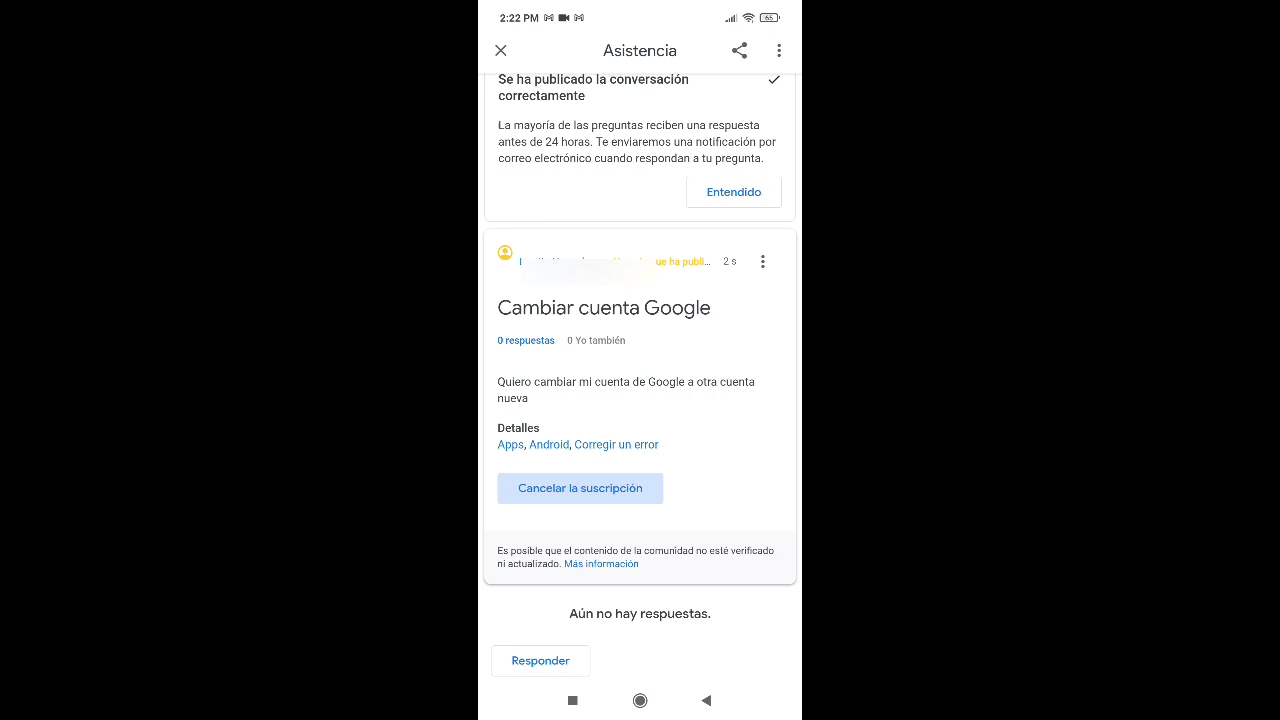 2:22 PM
65
Asistencia
Se ha publicado la conversación
correctamente
La mayoría de las preguntas reciben una respuesta
antes de 24 horas. Te enviaremos una notificación por
correo electrónico cuando respondan a tu pregunta.
Entendido
ue ha publi... 2 s
Cambiar cuenta Google
0 respuestas 0 Yo también
Quiero cambiar mi cuenta de Google a otra cuenta
nueva
Detalles
Apps, Android, Corregir un error
Cancelar la suscripción
Es posible que el contenido de la comunidad no esté verificado
ni actualizado. Más información
Aún no hay respuestas.
Responder